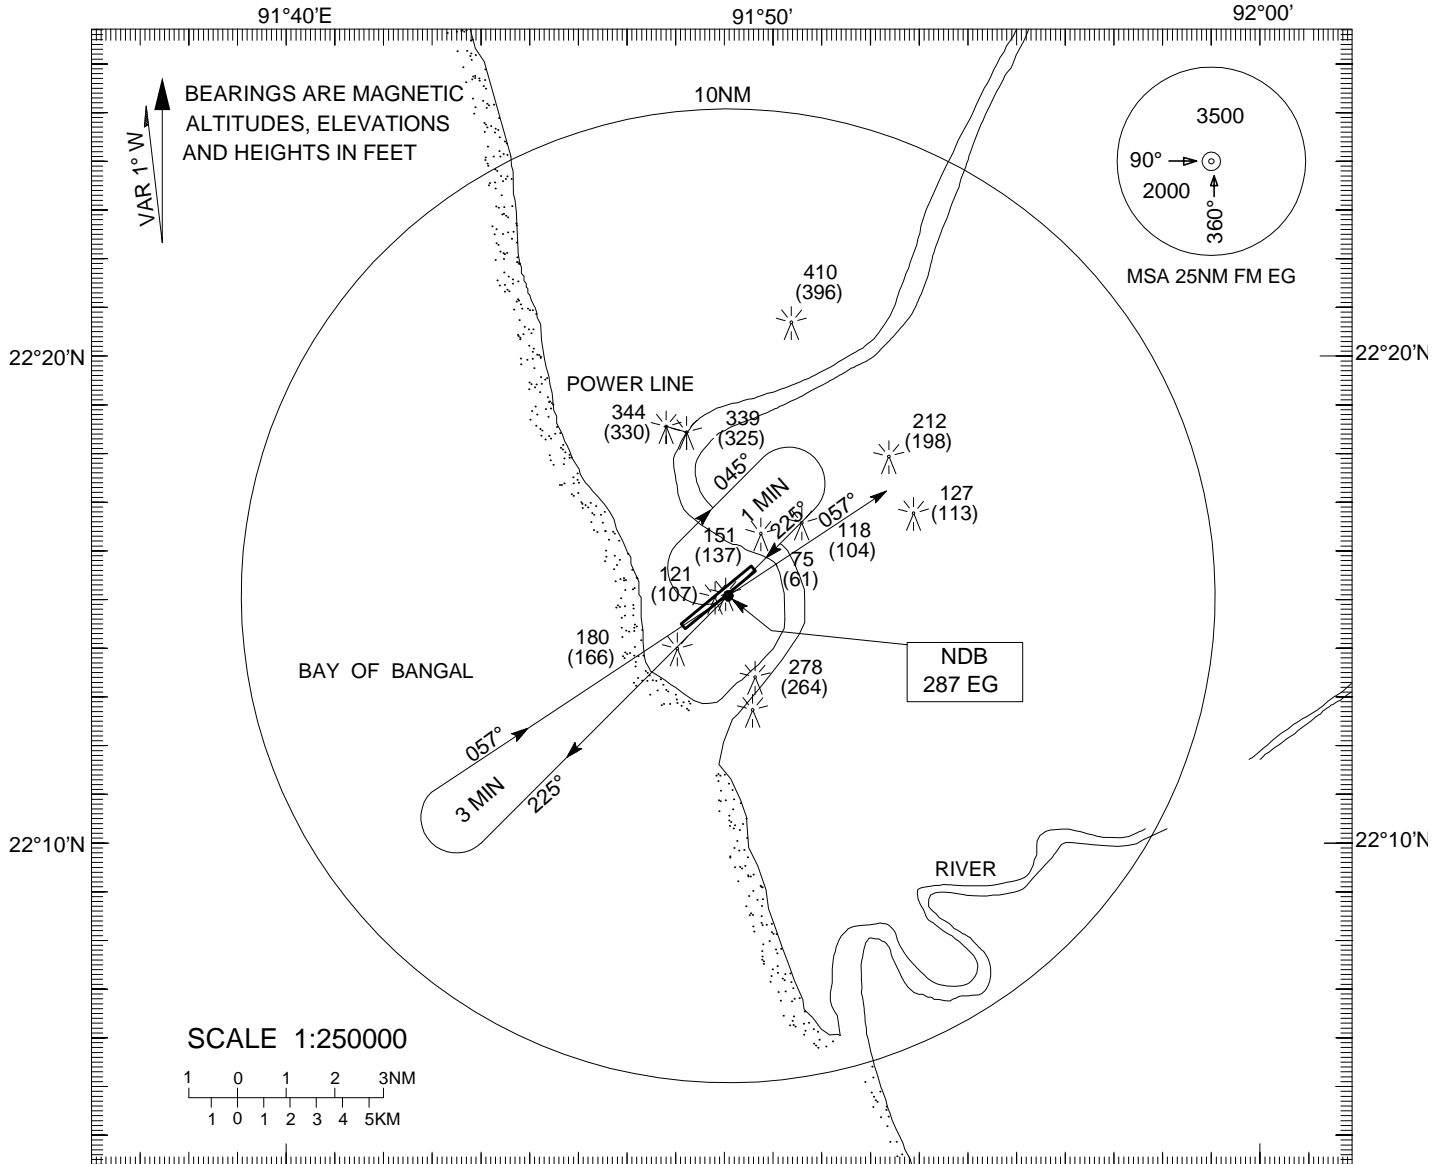 91°40'E
91°50'
92°00'
BEARINGS ARE MAGNETIC
ALTITUDES, ELEVATIONS
AND HEIGHTS IN FEET
VAR 1° W
10NM
3500
90°
2000
360°
MSA 25NM FM EG
410
(396)
22°20'N
22°20'N
POWER LINE
344
(330)
339
(325)
212
(198)
045°
1 MIN
225°
057°
127
(113)
118
(104)
151
(137)
75
(61)
121
(107)
180
(166)
BAY OF BANGAL
278
(264)
NDB
287 EG
057°
3 MIN
225°
22°10'N
22°10'N
RIVER
SCALE 1:250000
1 0 1 2 3NM
1 0 1 2 3 4 5KM